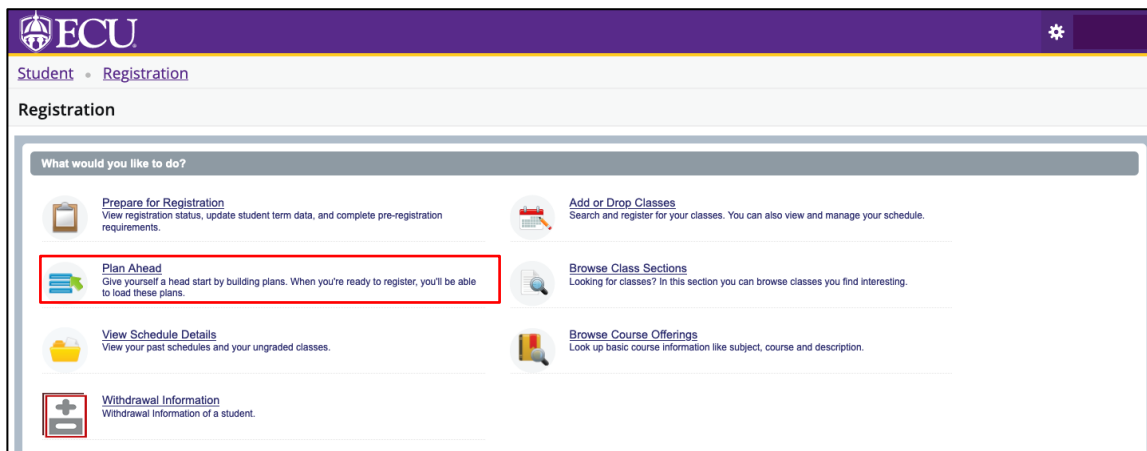 ECU
Student • Registration
Registration
What would you like to do?
Prepare for Registration
View registration status, update student term data, and complete pre-registration
requirements.
Add or Drop Classes
Search and register for your classes. You can also view and manage your schedule.
Plan Ahead
Give yourself a head start by building plans. When you're ready to register, you'll be able
to load these plans.
Browse Class Sections
Looking for classes? In this section you can browse classes you find interesting.
View Schedule Details
View your past schedules and your ungraded classes.
Browse Course Offerings
Look up basic course information like subject, course and description.
Withdrawal Information
Withdrawal Information of a student.